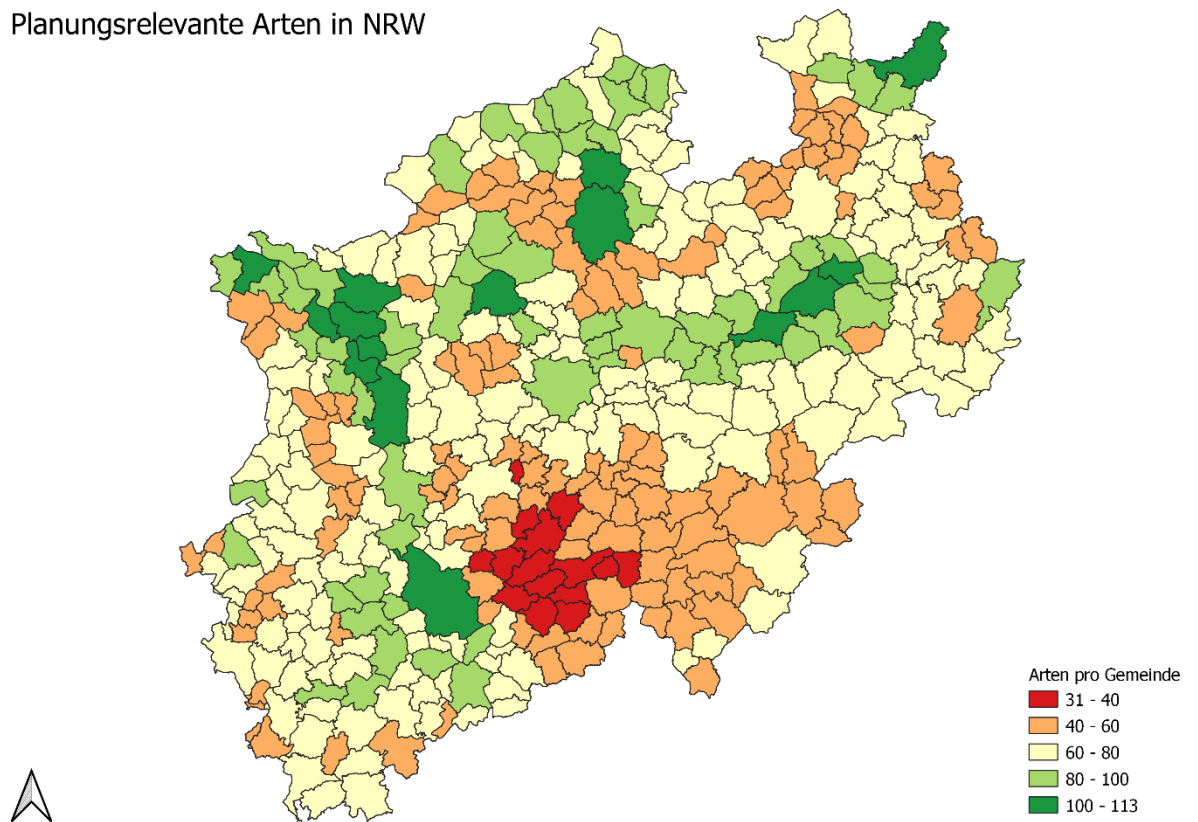 Planungsrelevante Arten in NRW
Arten pro Gemeinde
31 - 40
40 - 60
60 - 80
80 - 100
100 - 113